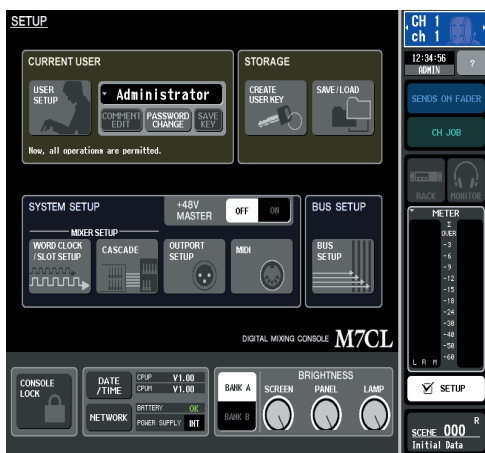 SETUP
CURRENT USER
USER SETUP
Administrator
COMMENT EDIT
PASSWORD CHANGE
SAVE KEY
Now, all operations are permitted.
STORAGE
CREATE USER KEY
SAVE/LOAD
SYSTEM SETUP
+48V MASTER
OFF
ON
MIXER SETUP
WORD CLOCK /SLOT SETUP
CASCADE
OUTPORT SETUP
MIDI
BUS SETUP
BUS SETUP
DIGITAL MIXING CONSOLE M7CL
CONSOLE LOCK
DATE /TIME
CPUP V1.00
CPUM V1.00
NETWORK
BATTERY OK
POWER SUPPLY INT
BANK A
BANK B
BRIGHTNESS
SCREEN PANEL LAMP
CH 1
ch 1
12:34:56
ADMIN
?
SENDS ON FADER
CH JOB
RACK
MONITOR
METER
Σ
OVER
-3
-6
-9
-12
-15
-18
-24
-30
-40
-50
-60
L R M
SETUP
SCENE 000 R
Initial Data